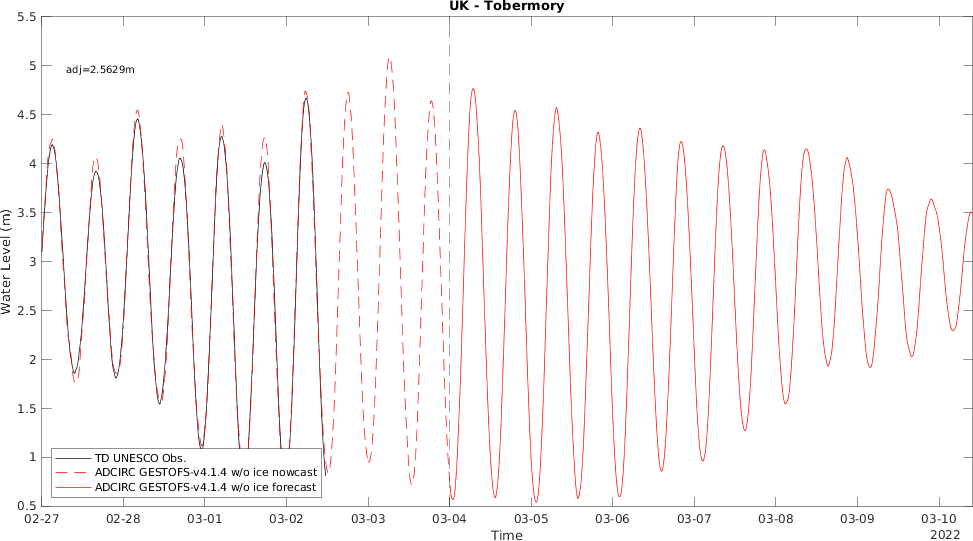 UK - Tobermory
5.5
5
4.5
4
3.5
3
2.5
2
1.5
1
0.5
Water Level (m)
adj=2.5629m
TD UNESCO Obs.
ADCIRC GESTOFS-v4.1.4 w/o ice nowcast
ADCIRC GESTOFS-v4.1.4 w/o ice forecast
02-27 02-28 03-01 03-02 03-03 03-04 03-05 03-06 03-07 03-08 03-09 03-10
2022
Time